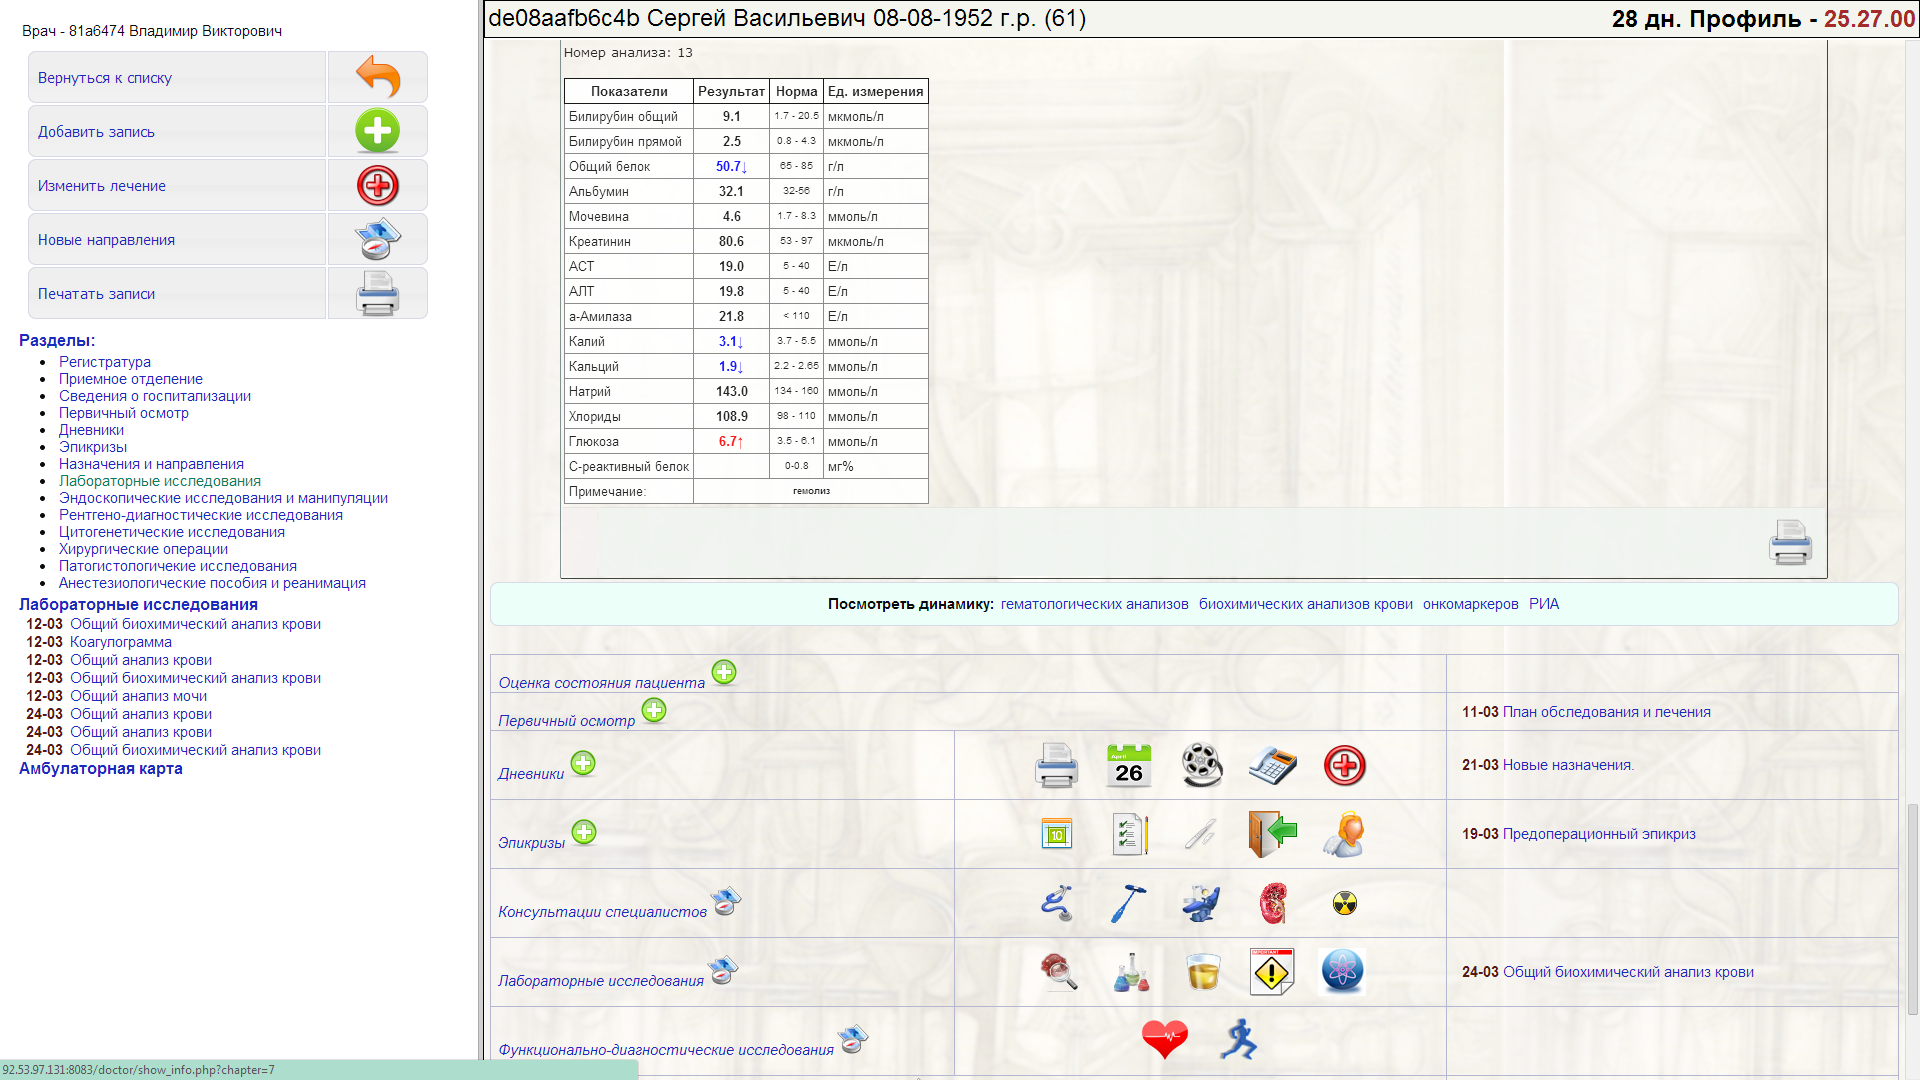 Врач - 81a6474 Владимир Викторович
Вернуться к списку
Добавить запись
Изменить лечение
Новые направления
Печатать записи
Разделы:
Регистратура
Приемное отделение
Сведения о госпитализации
Первичный осмотр
Дневники
Эпикризы
Назначения и направления
Лабораторные исследования
Эндоскопические исследования и манипуляции
Рентгено-диагностические исследования
Цитогенетические исследования
Хирургические операции
Патогистологичекие исследования
Анестезиологические пособия и реанимация
Лабораторные исследования
12-03 Общий биохимический анализ крови
12-03 Коагулограмма
12-03 Общий анализ крови
12-03 Общий биохимический анализ крови
12-03 Общий анализ мочи
24-03 Общий анализ крови
24-03 Общий анализ крови
24-03 Общий биохимический анализ крови
Амбулаторная карта
92.53.97.131:8083/doctor/show_info.php?chapter=7
de08aafb6c4b Сергей Васильевич 08-08-1952 г.р. (61)
28 дн. Профиль - 25.27.00
Номер анализа: 13
Показатели Результат Норма Ед. измерения
Билирубин общий 9.1 1.7 - 20.5 мкмоль/л
Билирубин прямой 2.5 0.8 - 4.3 мкмоль/л
Общий белок 50.7↓ 65 - 85 г/л
Альбумин 32.1 32-56 г/л
Мочевина 4.6 1.7 - 8.3 ммоль/л
Креатинин 80.6 53 - 97 мкмоль/л
АСТ 19.0 5 - 40 Е/л
АЛТ 19.8 5 - 40 Е/л
a-Амилаза 21.8 < 110 Е/л
Калий 3.1↓ 3.7 - 5.5 ммоль/л
Кальций 1.9↓ 2.2 - 2.65 ммоль/л
Натрий 143.0 134 - 160 ммоль/л
Хлориды 108.9 98 - 110 ммоль/л
Глюкоза 6.7↑ 3.5 - 6.1 ммоль/л
С-реактивный белок 0-0.8 мг%
Примечание: гемолиз
Посмотреть динамику: гематологических анализов биохимических анализов крови онкомаркеров РИА
Оценка состояния пациента
Первичный осмотр
11-03 План обследования и лечения
Дневники
April
26
21-03 Новые назначения.
Эпикризы
10
19-03 Предоперационный эпикриз
Консультации специалистов
Лабораторные исследования
IMPORTANT
24-03 Общий биохимический анализ крови
Функционально-диагностические исследования